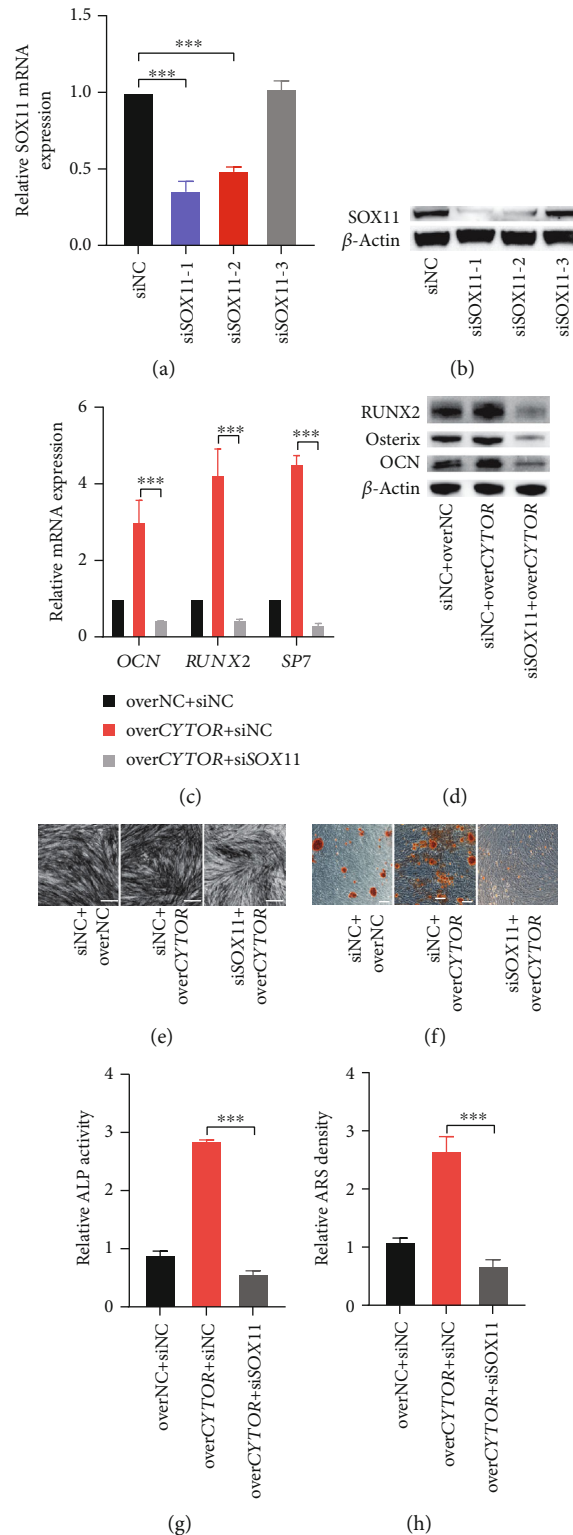 Relative SOX11 mRNA
expression
1.5
1.0
0.5
0.0
***
***
siNC
siSOX11-1
siSOX11-2
siSOX11-3
(a)
SOX11
β-Actin
siNC
siSOX11-1
siSOX11-2
siSOX11-3
(b)
Relative mRNA expression
6
4
2
0
***
***
***
OCN RUNX2 SP7
overNC+siNC
overCYTOR+siNC
overCYTOR+siSOX11
(c)
RUNX2
Osterix
OCN
β-Actin
siNC+overNC
siNC+overCYTOR
siSOX11+overCYTOR
(d)
siNC+
overNC
siNC+
overCYTOR
siSOX11+
overCYTOR
(e)
siNC+
overNC
siNC+
overCYTOR
siSOX11+
overCYTOR
(f)
Relative ALP activity
4
3
2
1
0
***
overNC+siNC
overCYTOR+siNC
overCYTOR+siSOX11
(g)
Relative ARS density
4
3
2
1
0
***
overNC+siNC
overCYTOR+siNC
overCYTOR+siSOX11
(h)